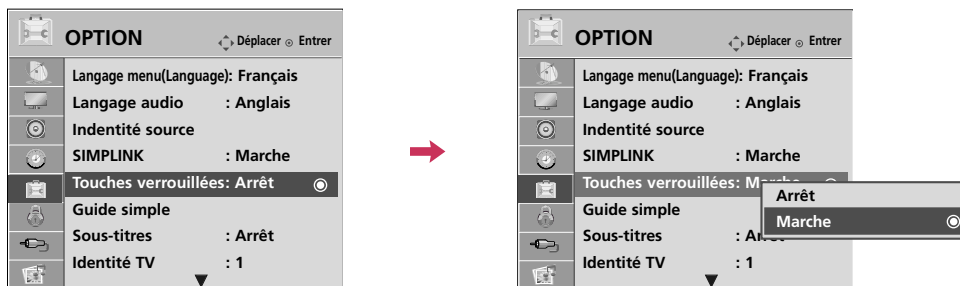 OPTION Déplacer Entrer
Langage menu(Language): Français
Langage audio : Anglais
Indentité source
SIMPLINK : Marche
Touches verrouillées: Arrêt
Guide simple
Sous-titres : Arrêt
Identité TV : 1
OPTION Déplacer Entrer
Langage menu(Language): Français
Langage audio : Anglais
Indentité source
SIMPLINK : Marche
Touches verrouillées: Marche
Arrêt
Guide simple
Marche
Sous-titres : Arrêt
Identité TV : 1